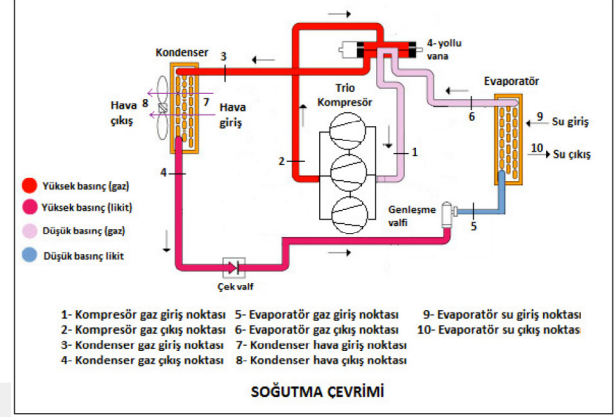 Kondenser
3
4- yollu
vana
Evaporatör
Trio
Kompresör
Hava
çıkış
8
7
Hava
giriş
6
9
Su giriş
10
Su çıkış
2
1
4
Genleşme
valfi
5
Yüksek basınç (gaz)
Yüksek basınç (likit)
Düşük basınç (gaz)
Düşük basınç likit
Çek valf
1- Kompresör gaz giriş noktası
2- Kompresör gaz çıkış noktası
3- Kondenser gaz giriş noktası
4- Kondenser gaz çıkış noktası
5- Evaporatör gaz giriş noktası
6- Evaporatör gaz çıkış noktası
7- Kondenser hava giriş noktası
8- Kondenser hava çıkış noktası
9- Evaporatör su giriş noktası
10- Evaporatör su çıkış noktası
SOĞUTMA ÇEVRİMİ